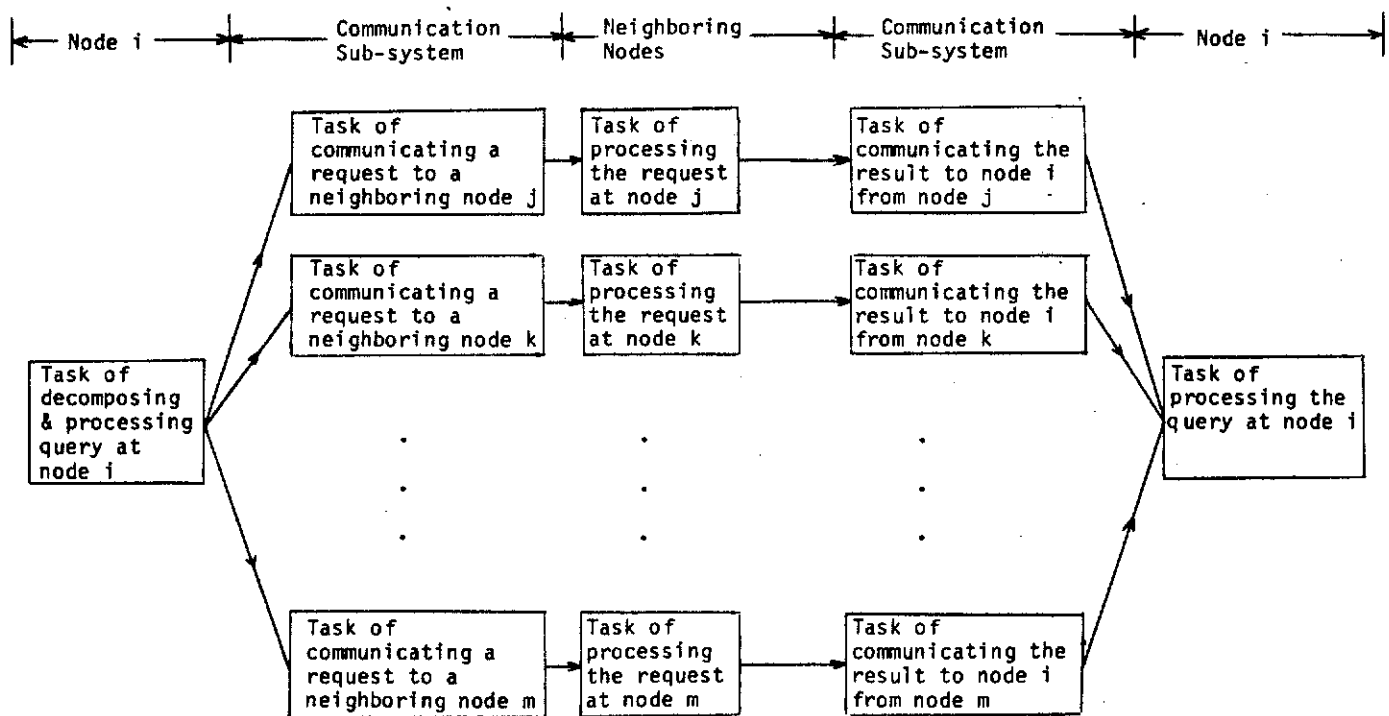 Node i
Communication
Sub-system
Neighboring
Nodes
Communication
Sub-system
Node i
Task of
communicating a
request to a
neighboring node j
Task of
processing
the request
at node j
Task of
communicating the
result to node i
from node j
Task of
communicating a
request to a
neighboring node k
Task of
processing
the request
at node k
Task of
communicating the
result to node i
from node k
Task of
decomposing
& processing
query at
node i
Task of
processing the
query at node i
Task of
communicating a
request to a
neighboring node m
Task of
processing
the request
at node m
Task of
communicating the
result to node i
from node m